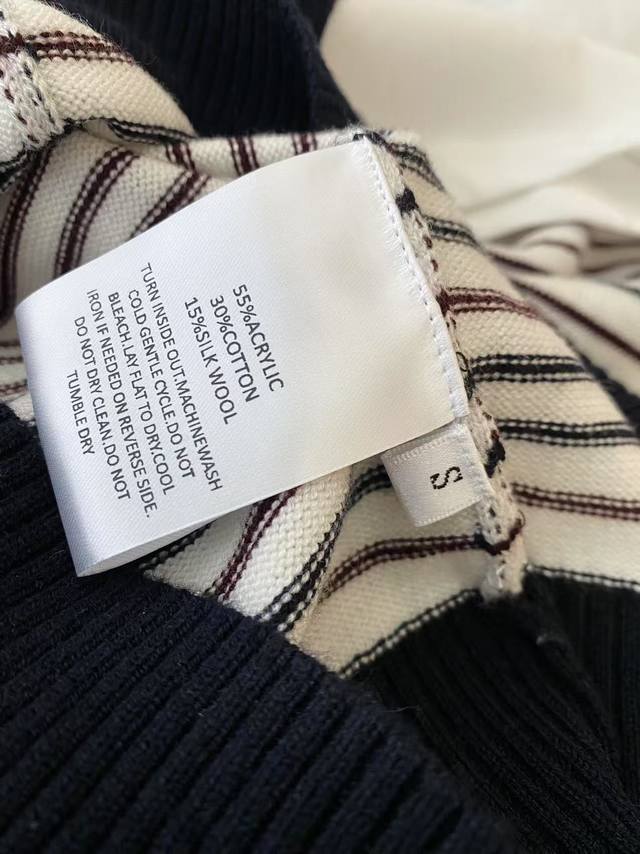 55%ACRYLIC
30%COTTON
15%SILK WOOL
TURN INSIDE OUT.MACHINEWASH
COLD GENTLE CYCLE.DO NOT
BLEACH.LAY FLAT TO DRY.COOL
IRON IF NEEDED ON REVERSE SIDE.
DO NOT DRY CLEAN.DO NOT
TUMBLE DRY
S